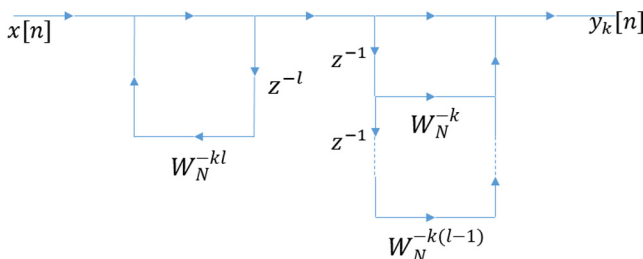 x[n]
y_k[n]
z^{-l}
z^{-1}
W_N^{-kl}
W_N^{-k}
z^{-1}
W_N^{-k(l-1)}